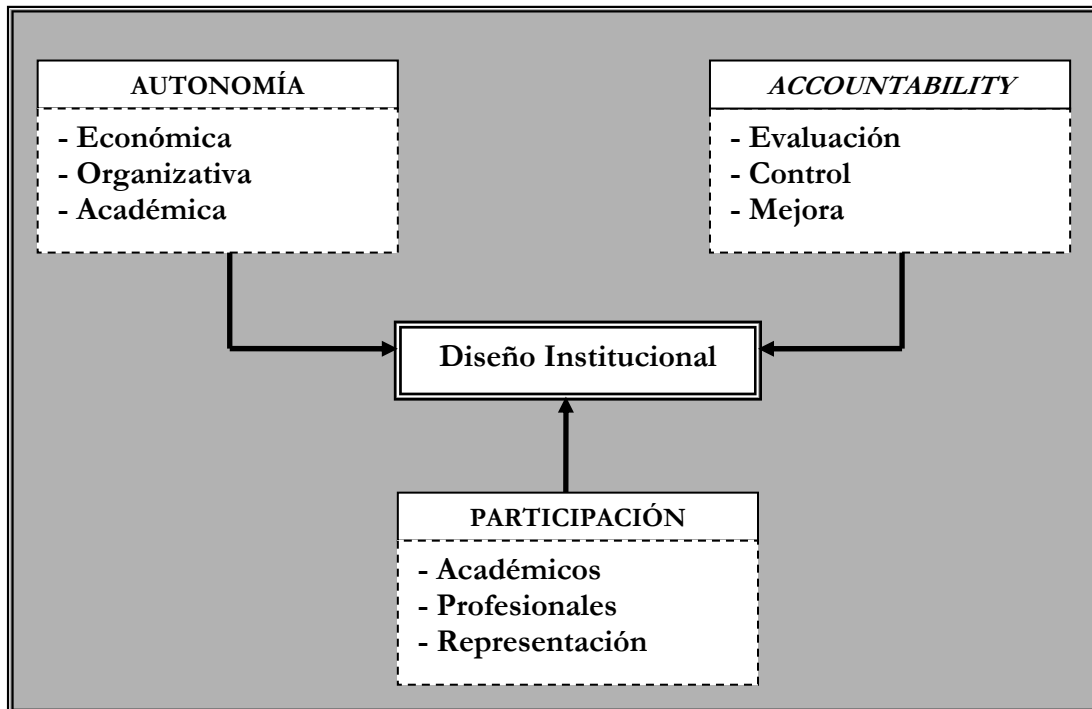 AUTONOMÍA
- Económica
- Organizativa
- Académica
ACCOUNTABILITY
- Evaluación
- Control
- Mejora
Diseño Institucional
PARTICIPACIÓN
- Académicos
- Profesionales
- Representación